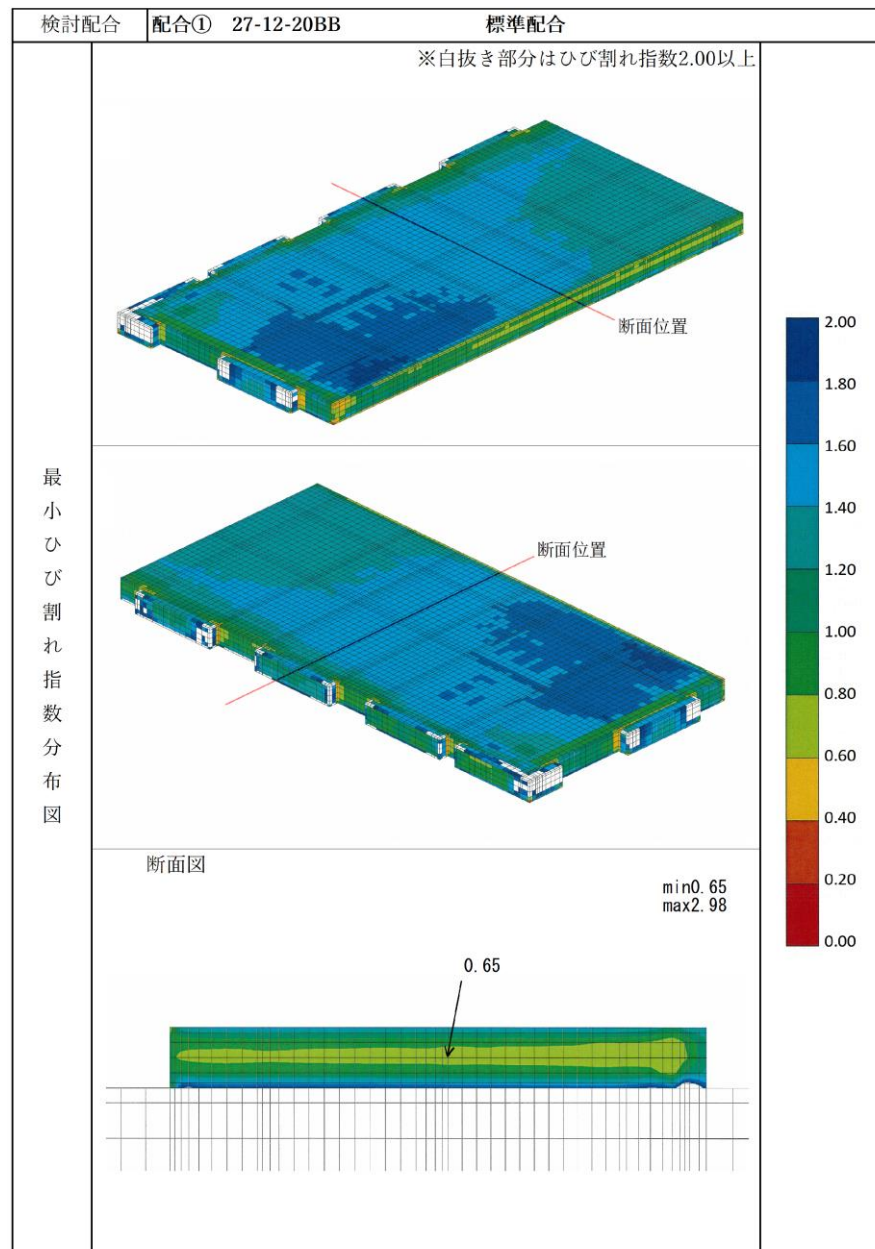 検討配合 配合① 27-12-20BB 標準配合
※白抜き部分はひび割れ指数2.00以上
断面位置
最小ひび割れ指数分布図
断面位置
断面図
min0.65
max2.98
0.65
2.00
1.80
1.60
1.40
1.20
1.00
0.80
0.60
0.40
0.20
0.00